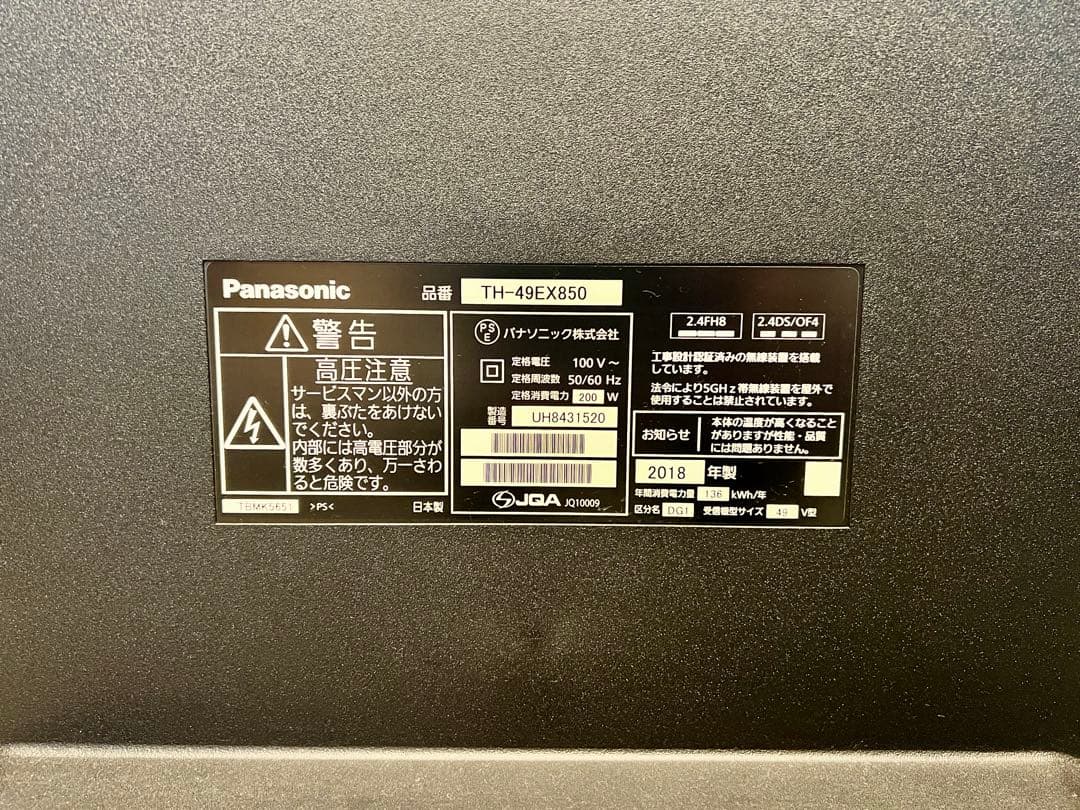 Panasonic 品番 TH-49EX850
警告
高圧注意
サービスマン以外の方
は、裏ぶたをあけない
でください。
内部には高電圧部分が
数多くあり、万一さわ
ると危険です。
TBMK5651 >PS< 日本製
PSE パナソニック株式会社
定格電圧 100 V～
定格周波数 50/60 Hz
定格消費電力 200 W
製造番号 UH8431520
JQA JQ10009
2.4FH8 2.4DS/OF4
工事設計認証済みの無線装置を搭載
しています。
法令により5GHz帯無線装置を屋外で
使用することは禁止されています。
お知らせ
本体の温度が高くなること
がありますが性能・品質
には問題ありません。
2018 年製
年間消費電力量 136 kWh/年
区分名 DG1 受信機型サイズ 49 V型